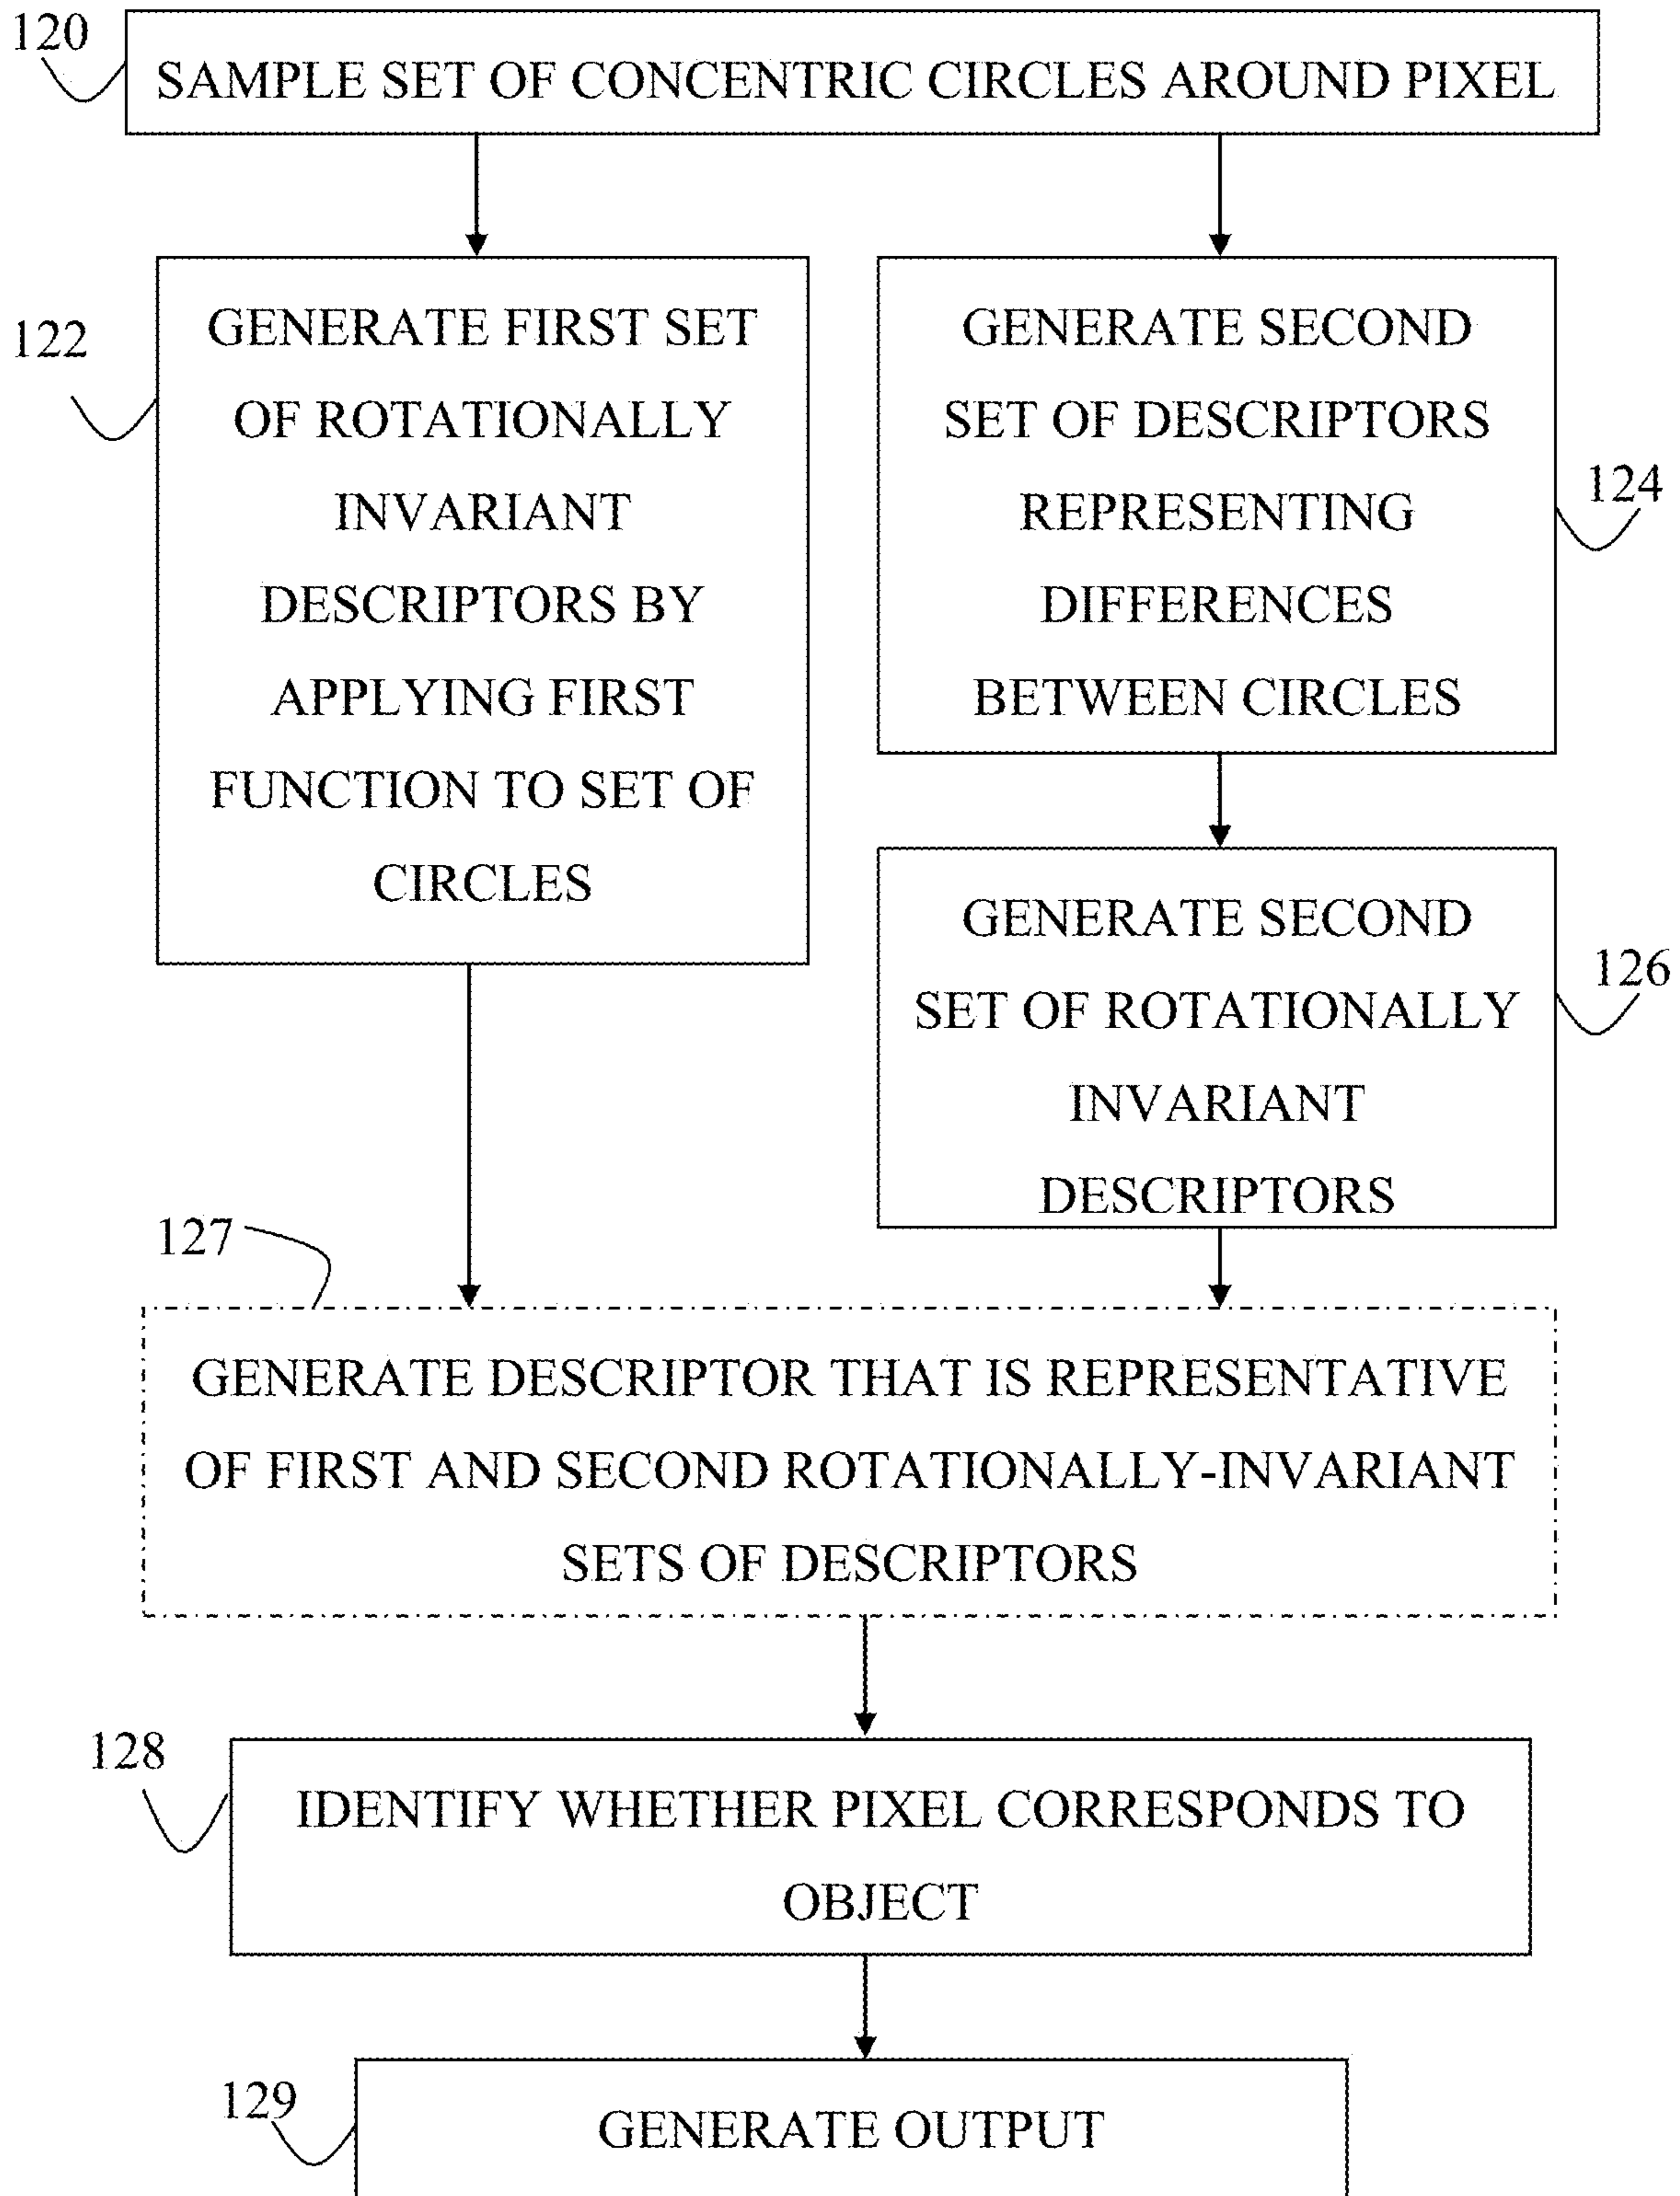 120
SAMPLE SET OF CONCENTRIC CIRCLES AROUND PIXEL
122
GENERATE FIRST SET
OF ROTATIONALLY
INVARIANT
DESCRIPTORS BY
APPLYING FIRST
FUNCTION TO SET OF
CIRCLES
GENERATE SECOND
SET OF DESCRIPTORS
REPRESENTING
DIFFERENCES
BETWEEN CIRCLES
124
GENERATE SECOND
SET OF ROTATIONALLY
INVARIANT
DESCRIPTORS
126
127
GENERATE DESCRIPTOR THAT IS REPRESENTATIVE
OF FIRST AND SECOND ROTATIONALLY-INVARIANT
SETS OF DESCRIPTORS
128
IDENTIFY WHETHER PIXEL CORRESPONDS TO
OBJECT
129
GENERATE OUTPUT